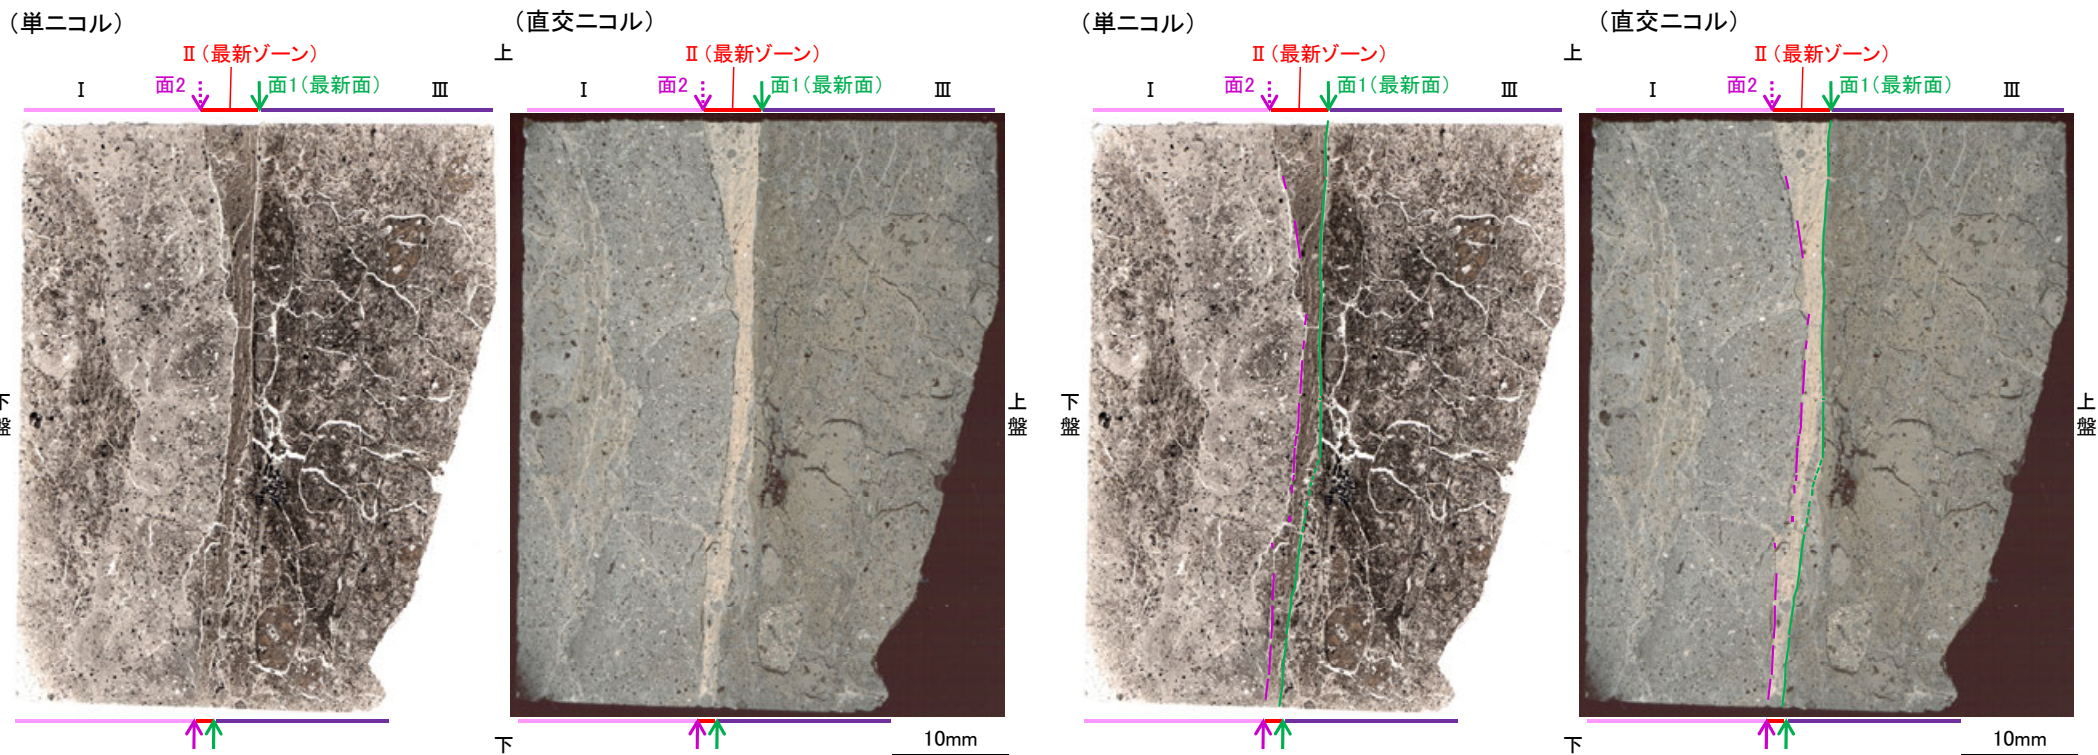 (単ニコル)
(直交ニコル)
(単ニコル)
(直交ニコル)
Ⅱ(最新ゾーン)
上
Ⅱ(最新ゾーン)
Ⅱ(最新ゾーン)
上
Ⅱ(最新ゾーン)
Ⅰ
面2
面1(最新面)
Ⅲ
Ⅰ
面2
面1(最新面)
Ⅲ
Ⅰ
面2
面1(最新面)
Ⅲ
Ⅰ
面2
面1(最新面)
Ⅲ
下盤
上盤
下盤
上盤
下
10mm
下
10mm